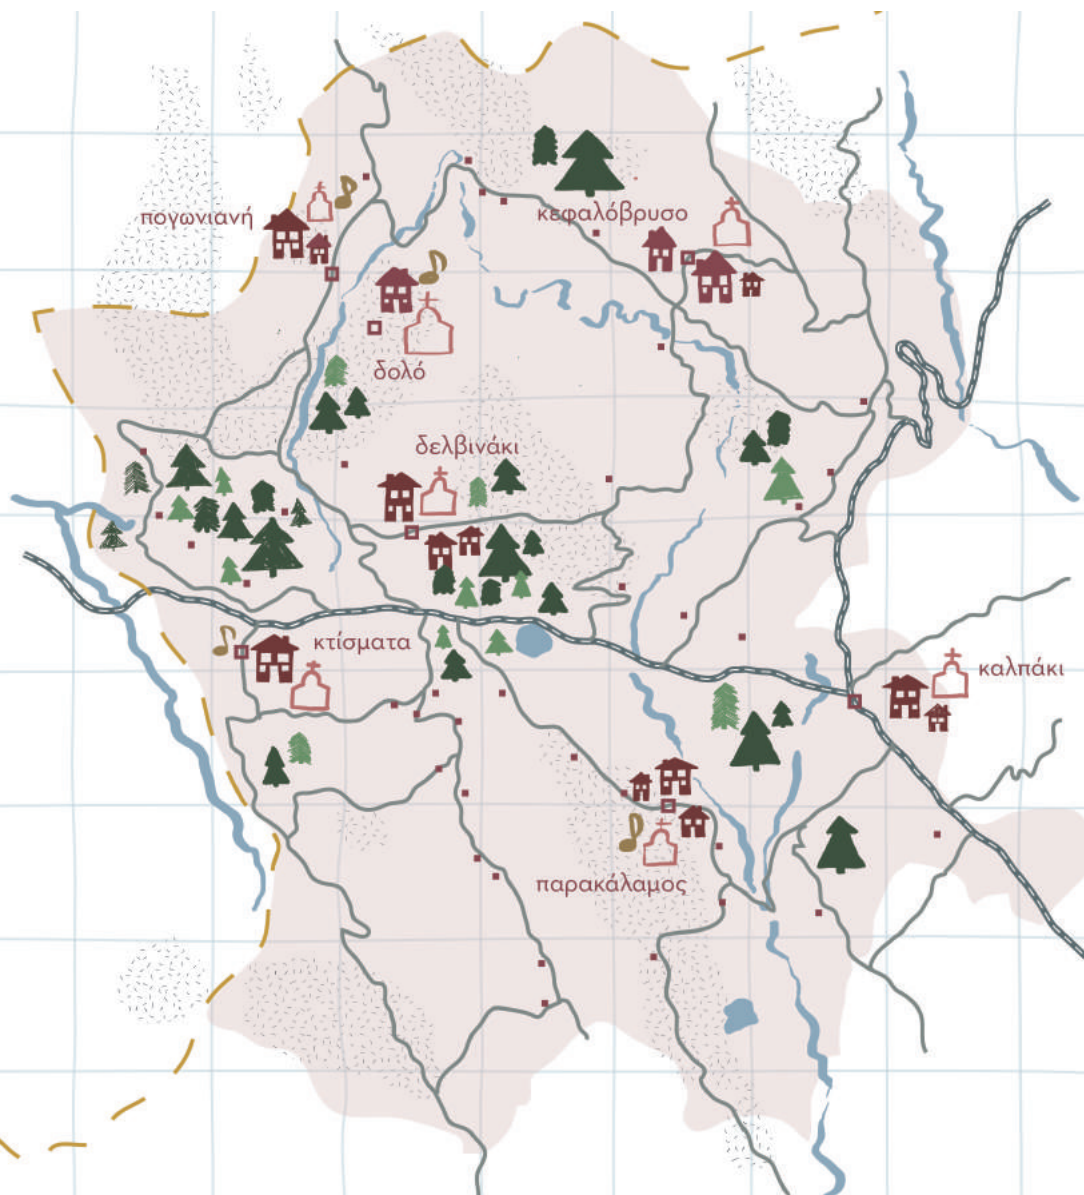 πογωνιανή
κεφαλόβρυσο
δολό
δελβινάκι
κτίσματα
καλπάκι
παρακάλαμος